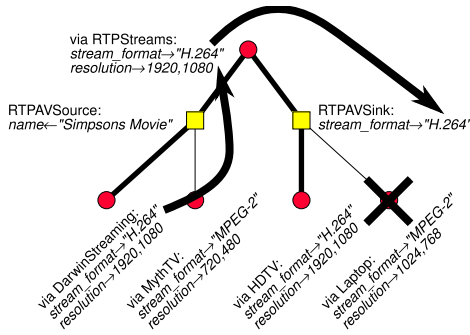 via RTPStreams:
stream_format→"H.264"
resolution→1920,1080
RTPAVSource:
name←"Simpsons Movie"
RTPAVSink:
stream_format→"H.264"
via DarwinStreaming:
stream_format→"H.264"
resolution→1920,1080
via MythTV:
stream_format→"MPEG-2"
resolution→720,480
via HDTV:
stream_format→"H.264"
resolution→1920,1080
via Laptop:
stream_format→"MPEG-2"
resolution→1024,768